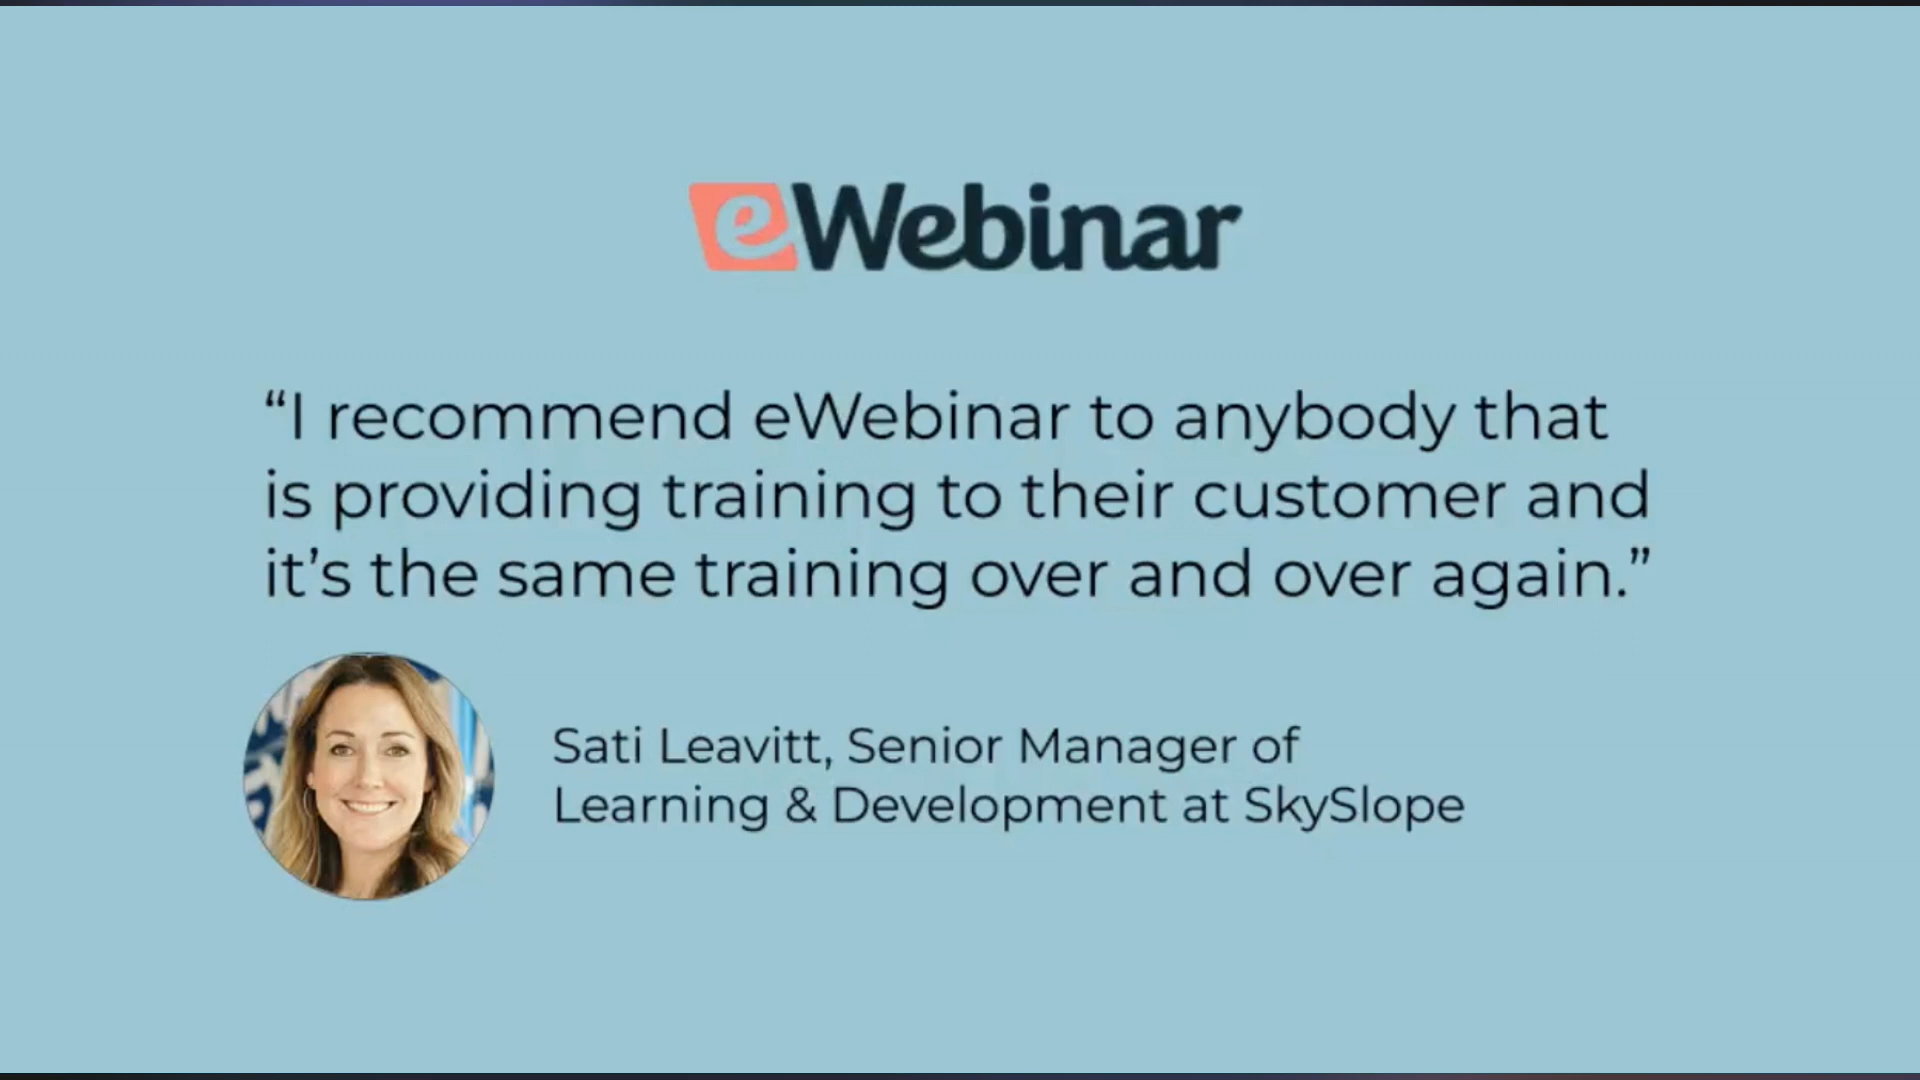 eWebinar
“I recommend eWebinar to anybody that
is providing training to their customer and
it’s the same training over and over again.”
Sati Leavitt, Senior Manager of
Learning & Development at SkySlope